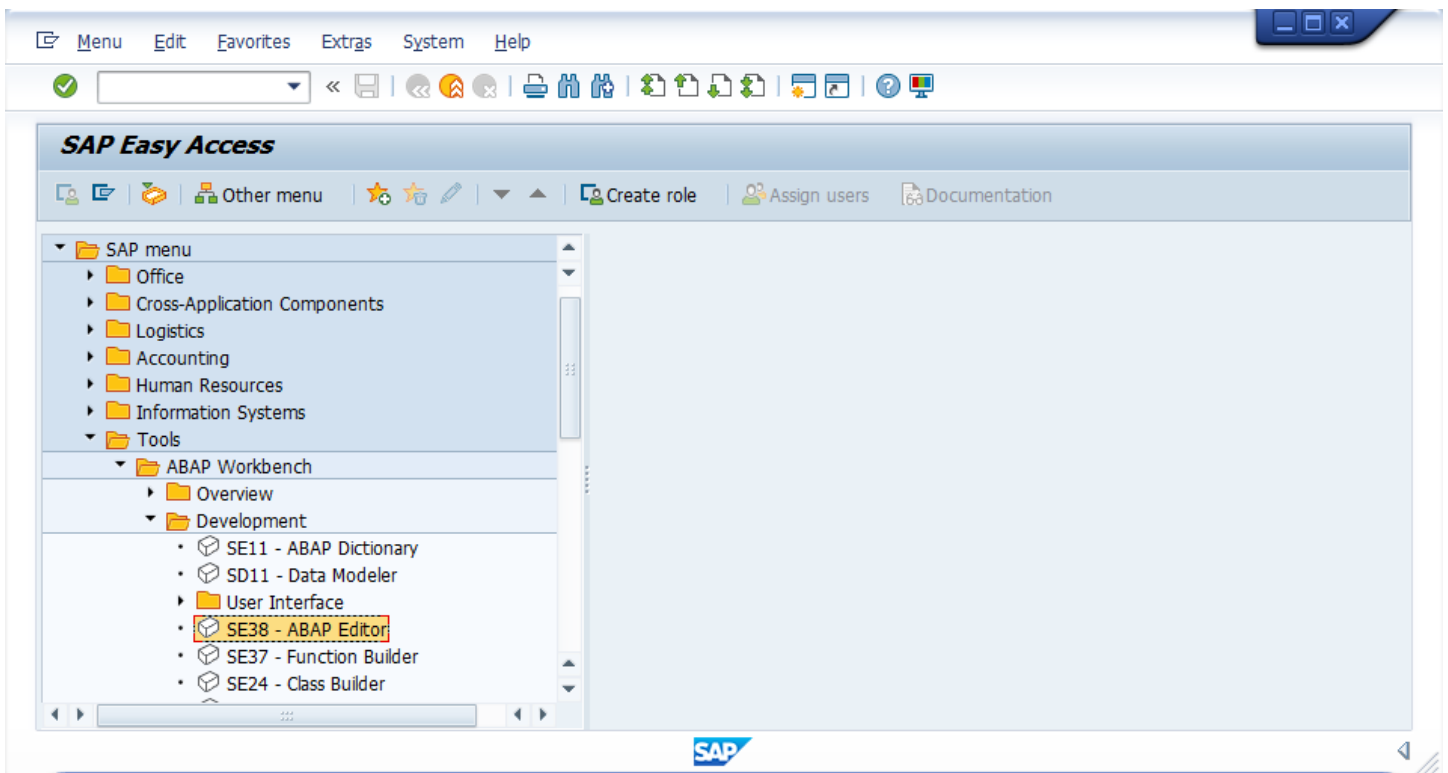 Menu Edit Favorites Extras System Help
SAP Easy Access
Other menu Create role Assign users Documentation
SAP menu
Office
Cross-Application Components
Logistics
Accounting
Human Resources
Information Systems
Tools
ABAP Workbench
Overview
Development
SE11 - ABAP Dictionary
SD11 - Data Modeler
User Interface
SE38 - ABAP Editor
SE37 - Function Builder
SE24 - Class Builder
SAP